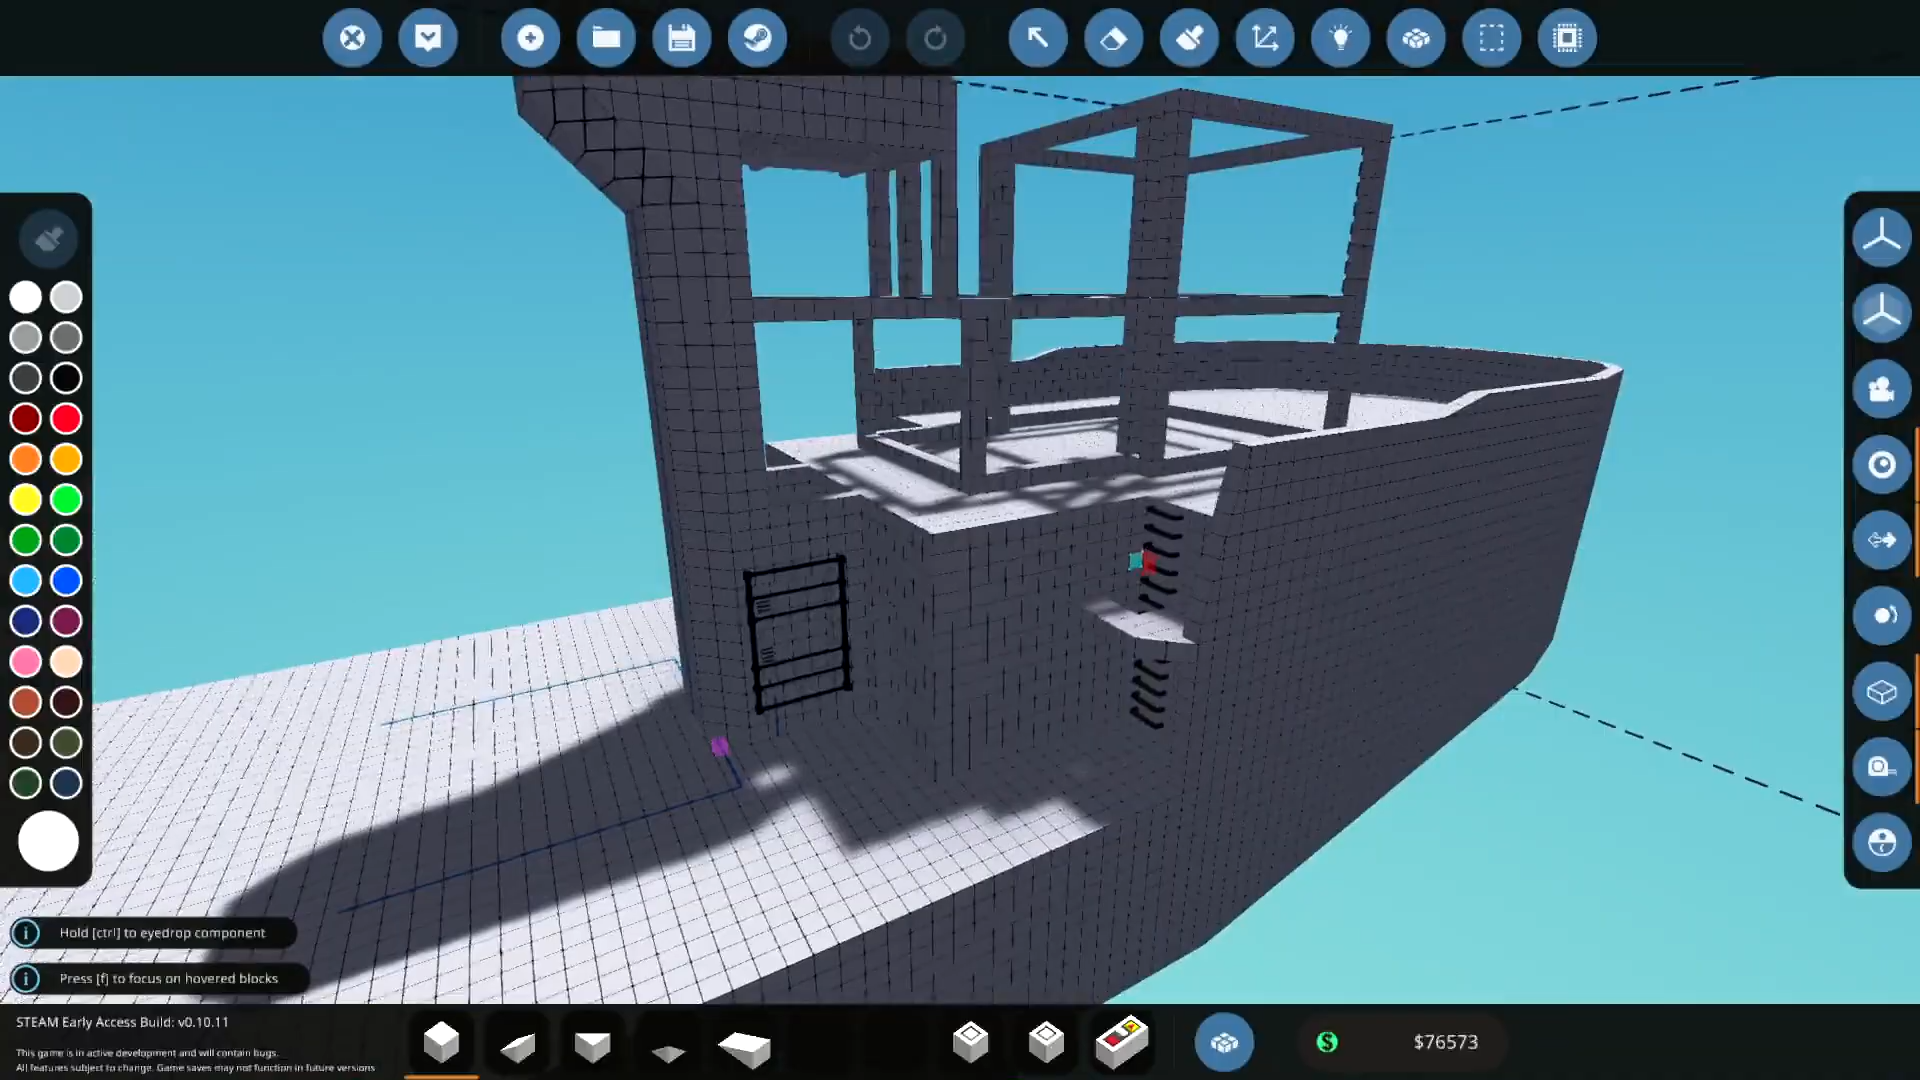 Hold [ctrl] to eyedrop component
Press [f] to focus on hovered blocks
STEAM Early Access Build: v0.10.11
This game is in active development and will contain bugs.
All features subject to change. Game saves may not function in future versions
$76573